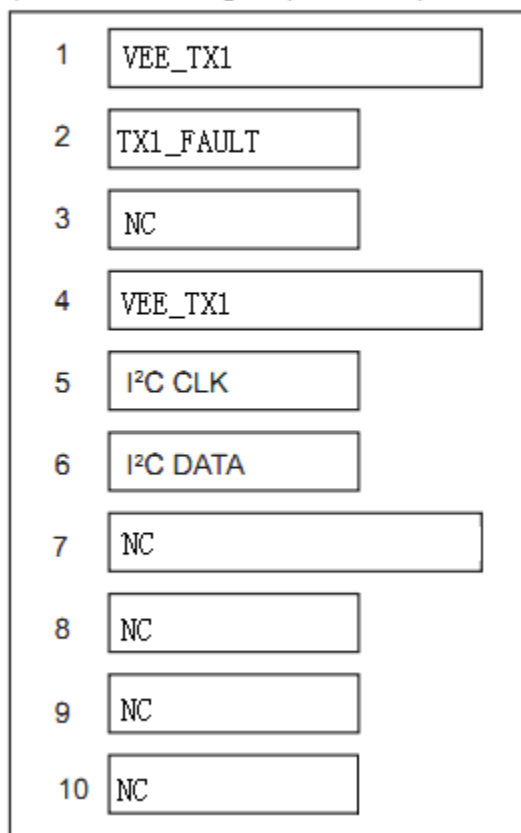 1 VEE_TX1
2 TX1_FAULT
3 NC
4 VEE_TX1
5 I²C CLK
6 I²C DATA
7 NC
8 NC
9 NC
10 NC